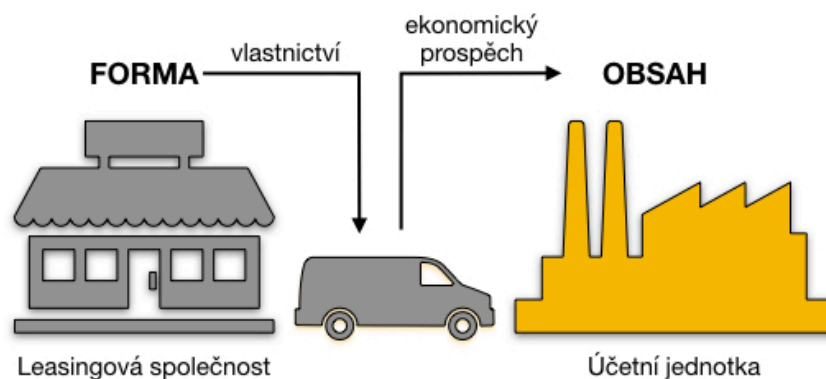 FORMA
vlastnictví
ekonomický
prospěch
OBSAH
Leasingová společnost
Účetní jednotka